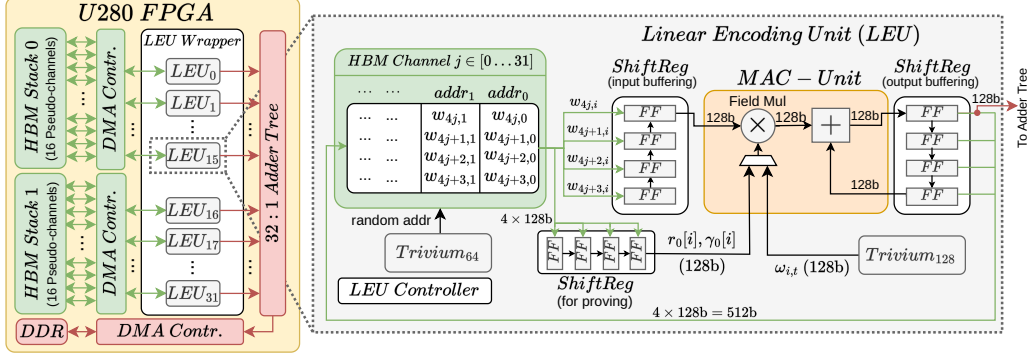 U280 FPGA
HBM Stack 0
(16 Pseudo-channels)
DMA Contr.
LEU Wrapper
LEU0
LEU1
...
LEU15
HBM Stack 1
(16 Pseudo-channels)
DMA Contr.
LEU16
LEU17
...
LEU31
32 : 1 Adder Tree
DDR
DMA Contr.
Linear Encoding Unit (LEU)
HBM Channel j ∈ [0 … 31]
... ... addr1 addr0
... ... w4j,1 w4j,0
... ... w4j+1,1 w4j+1,0
... ... w4j+2,1 w4j+2,0
... ... w4j+3,1 w4j+3,0
random addr
Trivium64
LEU Controller
w4j,i
w4j+1,i
w4j+2,i
w4j+3,i
4 × 128b
ShiftReg
(input buffering)
FF
FF
FF
FF
FF FF FF FF
ShiftReg
(for proving)
MAC − Unit
Field Mul
128b
×
128b
+
128b
128b
r0[i], γ0[i]
(128b)
ωi,t (128b)
Trivium128
ShiftReg
(output buffering)
FF
FF
FF
FF
128b
To Adder Tree
4 × 128b = 512b